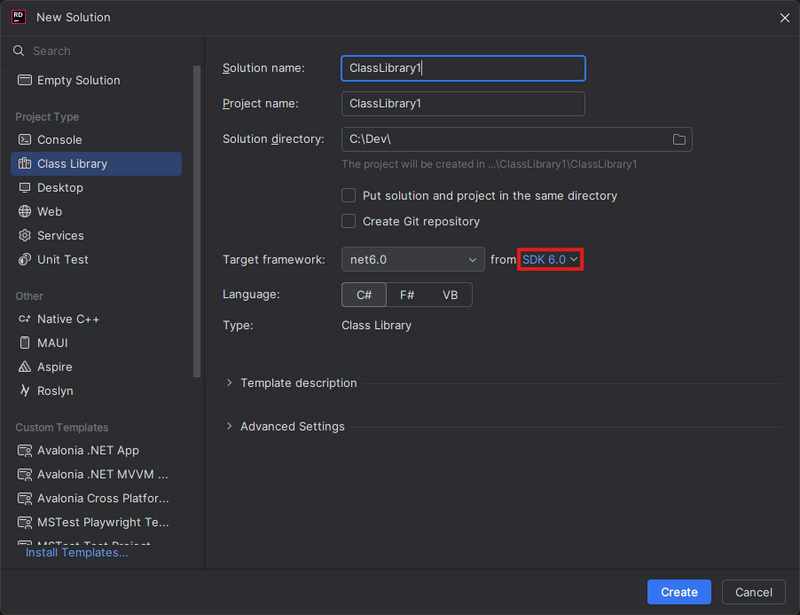 RD
New Solution
Search
Empty Solution
Project Type
Console
Class Library
Desktop
Web
Services
Unit Test
Other
Native C++
MAUI
Aspire
Roslyn
Custom Templates
Avalonia .NET App
Avalonia .NET MVVM ...
Avalonia Cross Platfor...
MSTest Playwright Te...
MSTest Test Project
Install Templates...
Solution name: ClassLibrary1
Project name: ClassLibrary1
Solution directory: C:\Dev\
The project will be created in ...\ClassLibrary1\ClassLibrary1
Put solution and project in the same directory
Create Git repository
Target framework: net6.0 from SDK 6.0
Language: C# F# VB
Type: Class Library
Template description
Advanced Settings
Create Cancel